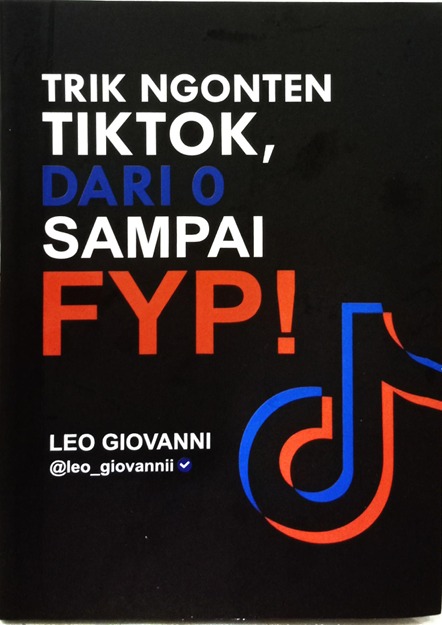 TRIK NGONTEN
TIKTOK,
DARI 0
SAMPAI
FYP!
LEO GIOVANNI
@leo_giovannii